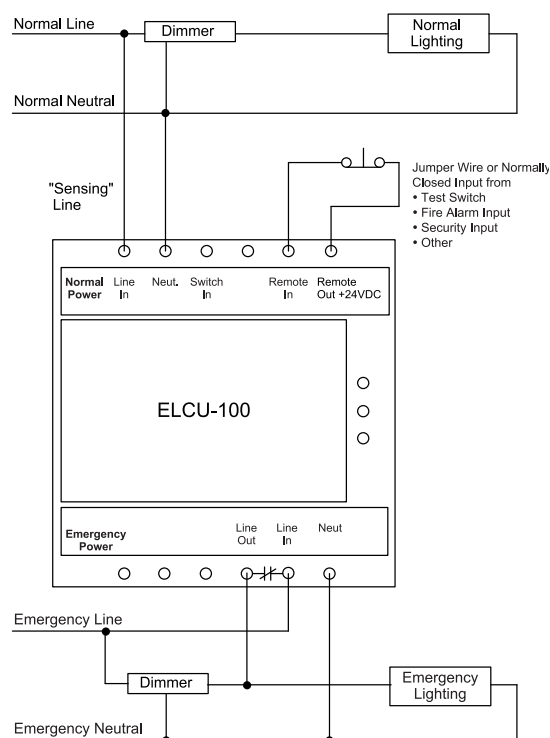 Normal Line
Dimmer
Normal
Lighting
Normal Neutral
"Sensing"
Line
Jumper Wire or Normally
Closed Input from
• Test Switch
• Fire Alarm Input
• Security Input
• Other
Normal
Power
Line
In
Neut.
Switch
In
Remote
In
Remote
Out +24VDC
ELCU-100
Emergency
Power
Line
Out
Line
In
Neut
Emergency Line
Dimmer
Emergency
Lighting
Emergency Neutral